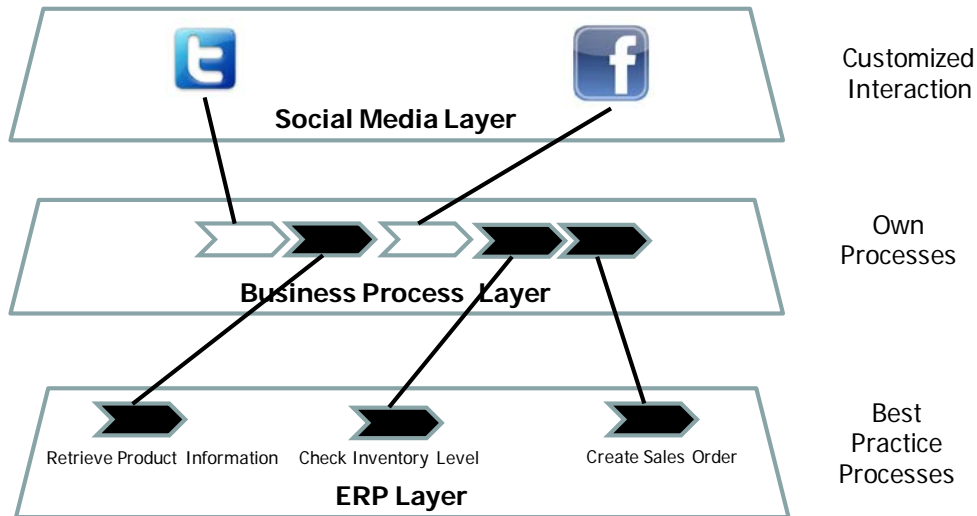 t
f
Customized
Interaction
Social Media Layer
Own
Processes
Business Process Layer
Best
Practice
Processes
Retrieve Product Information
Check Inventory Level
Create Sales Order
ERP Layer